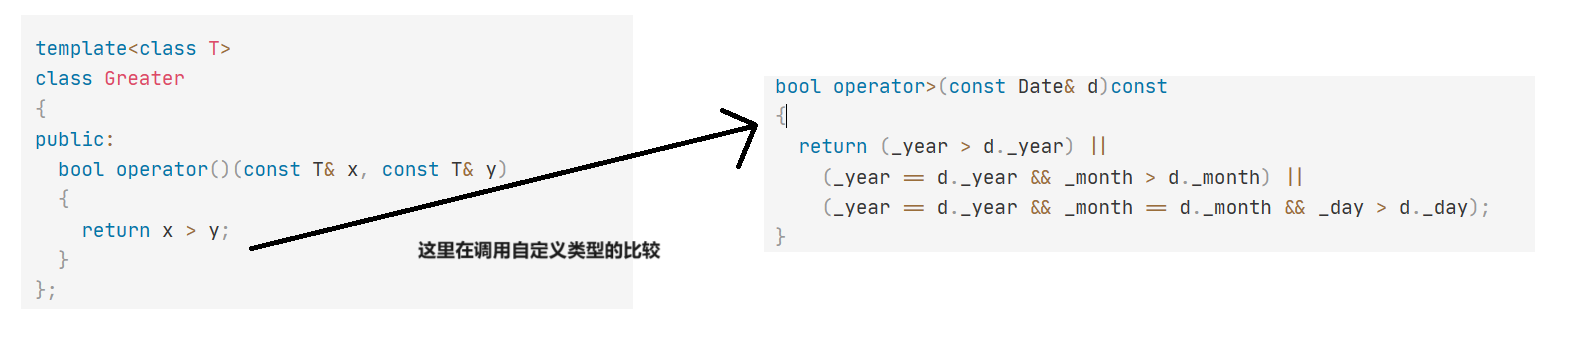 template<class T>
class Greater
{
public:
  bool operator()(const T& x, const T& y)
  {
    return x > y;
  }
};
这里在调用自定义类型的比较
bool operator>(const Date& d)const
{
  return (_year > d._year) ||
    (_year == d._year && _month > d._month) ||
    (_year == d._year && _month == d._month && _day > d._day);
}